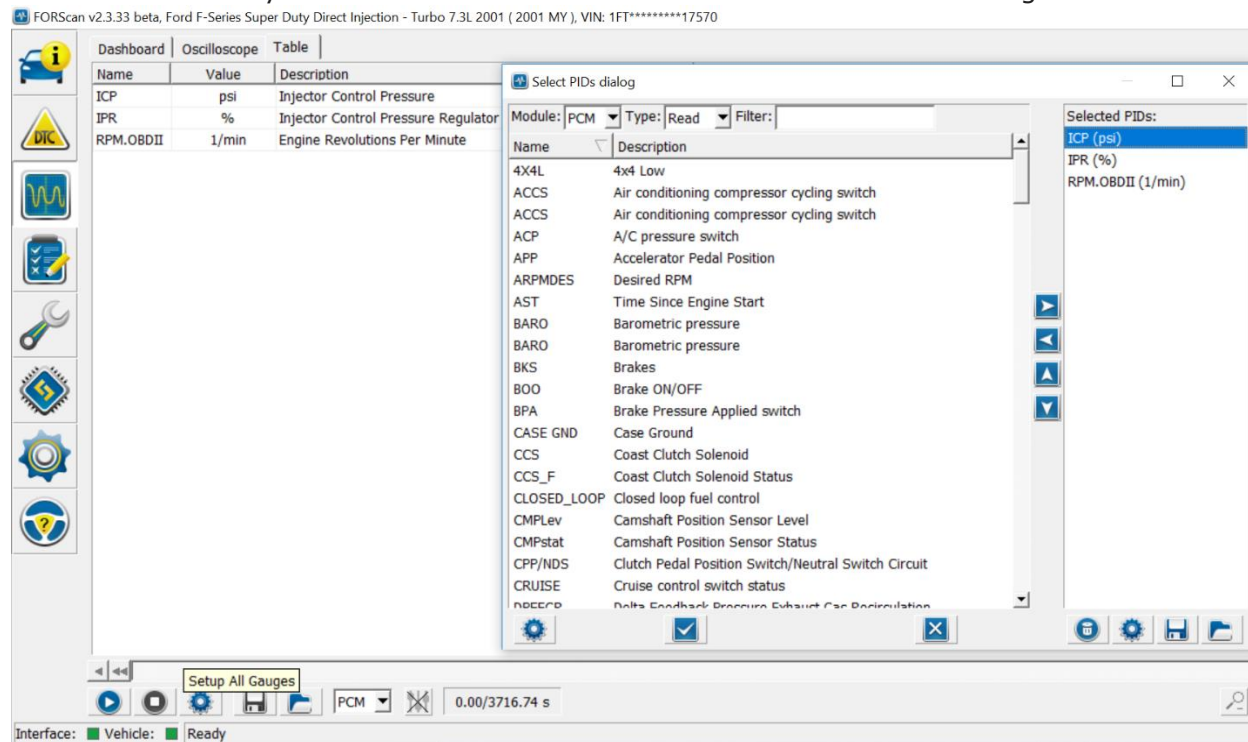 FORScan v2.3.33 beta, Ford F-Series Super Duty Direct Injection - Turbo 7.3L 2001 ( 2001 MY ), VIN: 1FT*********17570
Dashboard Oscilloscope Table
Name Value Description
ICP psi Injector Control Pressure
IPR % Injector Control Pressure Regulator
RPM.OBDII 1/min Engine Revolutions Per Minute
DTC
Select PIDs dialog
Module: PCM Type: Read Filter:
Name Description
4X4L 4x4 Low
ACCS Air conditioning compressor cycling switch
ACCS Air conditioning compressor cycling switch
ACP A/C pressure switch
APP Accelerator Pedal Position
ARPMDES Desired RPM
AST Time Since Engine Start
BARO Barometric pressure
BARO Barometric pressure
BKS Brakes
BOO Brake ON/OFF
BPA Brake Pressure Applied switch
CASE GND Case Ground
CCS Coast Clutch Solenoid
CCS_F Coast Clutch Solenoid Status
CLOSED_LOOP Closed loop fuel control
CMPLev Camshaft Position Sensor Level
CMPstat Camshaft Position Sensor Status
CPP/NDS Clutch Pedal Position Switch/Neutral Switch Circuit
CRUISE Cruise control switch status
Delta Feedback Pressure Exhaust Gas Recirculation
Selected PIDs:
ICP (psi)
IPR (%)
RPM.OBDII (1/min)
Setup All Gauges
PCM 0.00/3716.74 s
Interface: Vehicle: Ready